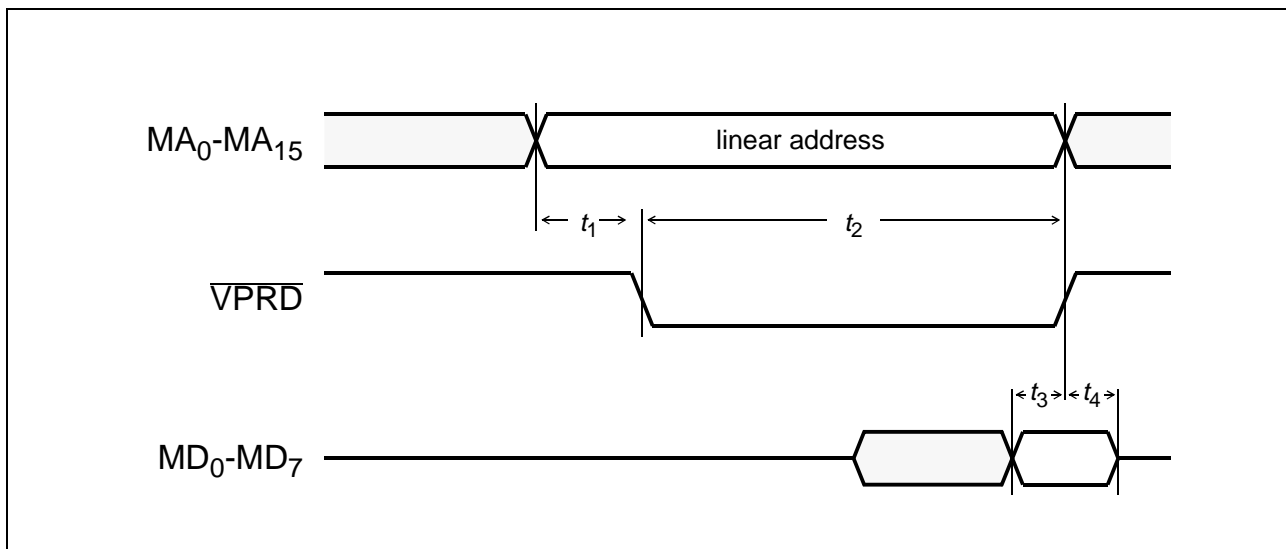 MA0-MA15
linear address
t1
t2
VPRD
t3
t4
MD0-MD7